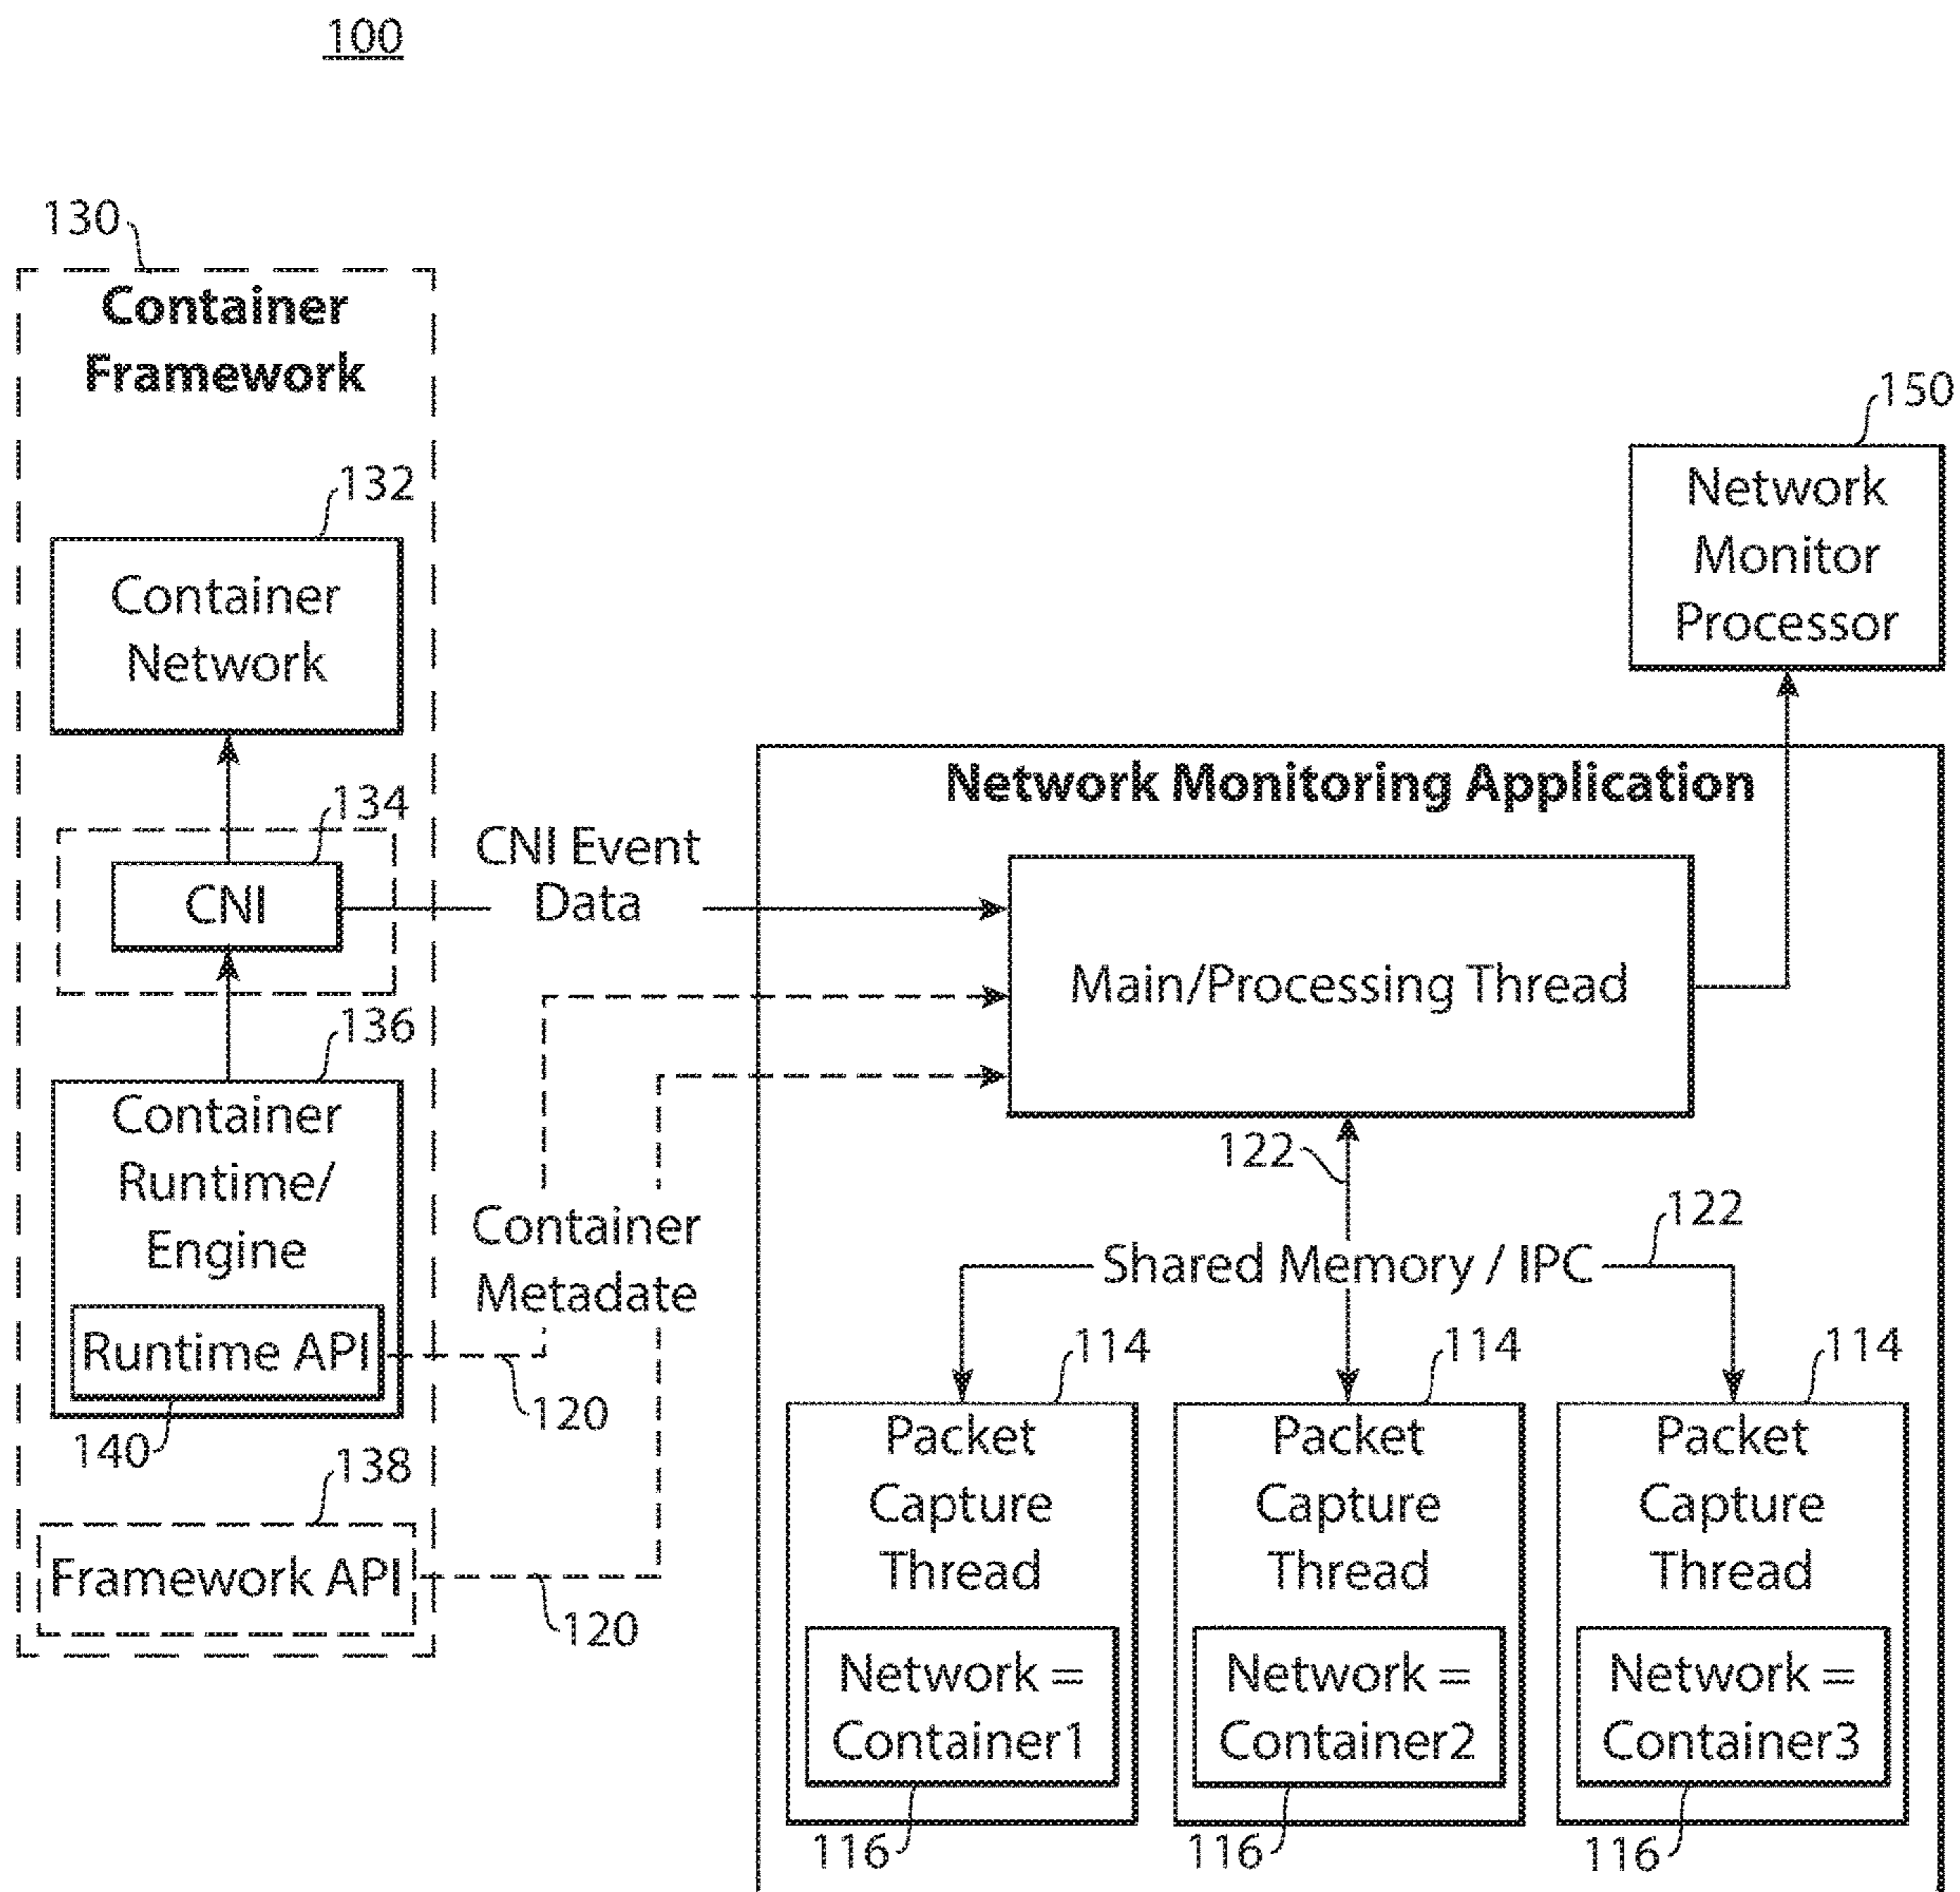 100
130
Container
Framework
132
Container
Network
134
CNI
136
Container
Runtime/
Engine
Runtime API
140
138
Framework API
CNI Event
Data
Container
Metadate
120
120
150
Network
Monitor
Processor
Network Monitoring Application
Main/Processing Thread
122
122
Shared Memory / IPC
114
Packet
Capture
Thread
Network =
Container1
116
114
Packet
Capture
Thread
Network =
Container2
116
114
Packet
Capture
Thread
Network =
Container3
116